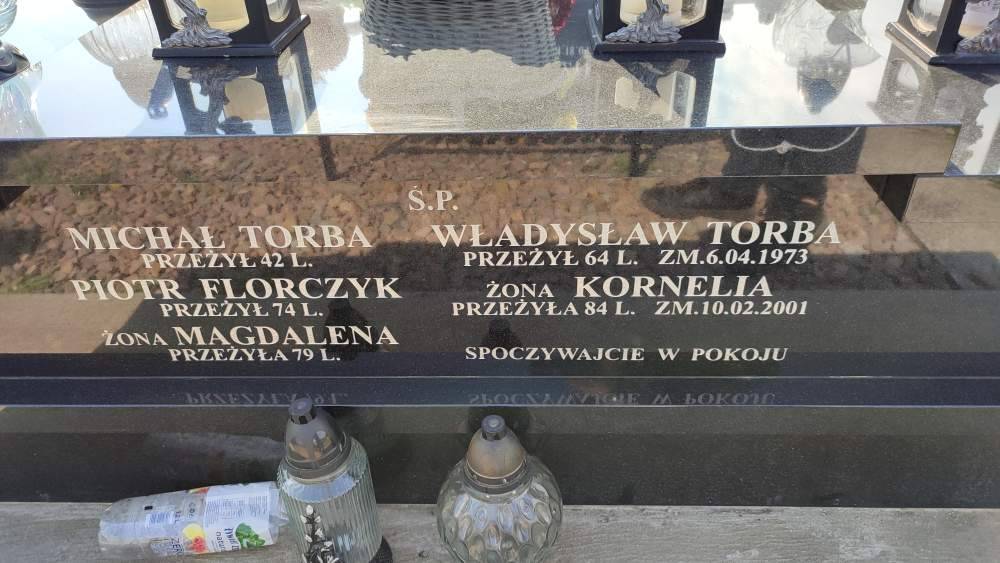 Ś.P.
MICHAŁ TORBA
PRZEŻYŁ 42 L.
PIOTR FLORCZYK
PRZEŻYŁ 74 L.
ŻONA MAGDALENA
PRZEŻYŁA 79 L.
WŁADYSŁAW TORBA
PRZEŻYŁ 64 L. ZM.6.04.1973
ŻONA KORNELIA
PRZEŻYŁA 84 L. ZM.10.02.2001
SPOCZYWAJCIE W POKOJU